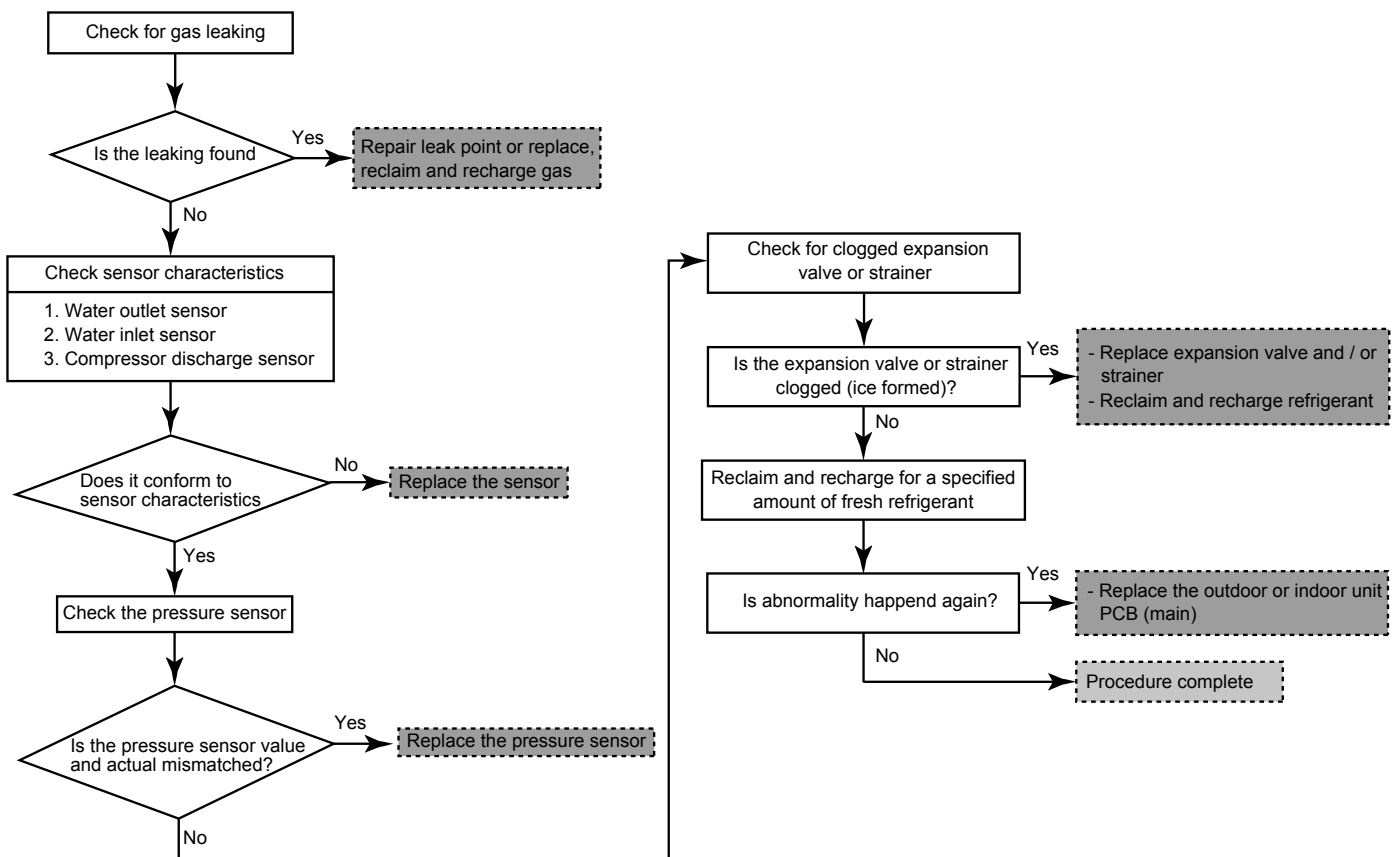 Check for gas leaking
Is the leaking found
Yes
Repair leak point or replace,
reclaim and recharge gas
No
Check sensor characteristics
1. Water outlet sensor
2. Water inlet sensor
3. Compressor discharge sensor
Does it conform to
sensor characteristics
No
Replace the sensor
Yes
Check the pressure sensor
Is the pressure sensor value
and actual mismatched?
Yes
Replace the pressure sensor
No
Check for clogged expansion
valve or strainer
Is the expansion valve or strainer
clogged (ice formed)?
Yes
- Replace expansion valve and / or
strainer
- Reclaim and recharge refrigerant
No
Reclaim and recharge for a specified
amount of fresh refrigerant
Is abnormality happend again?
Yes
- Replace the outdoor or indoor unit
PCB (main)
No
Procedure complete